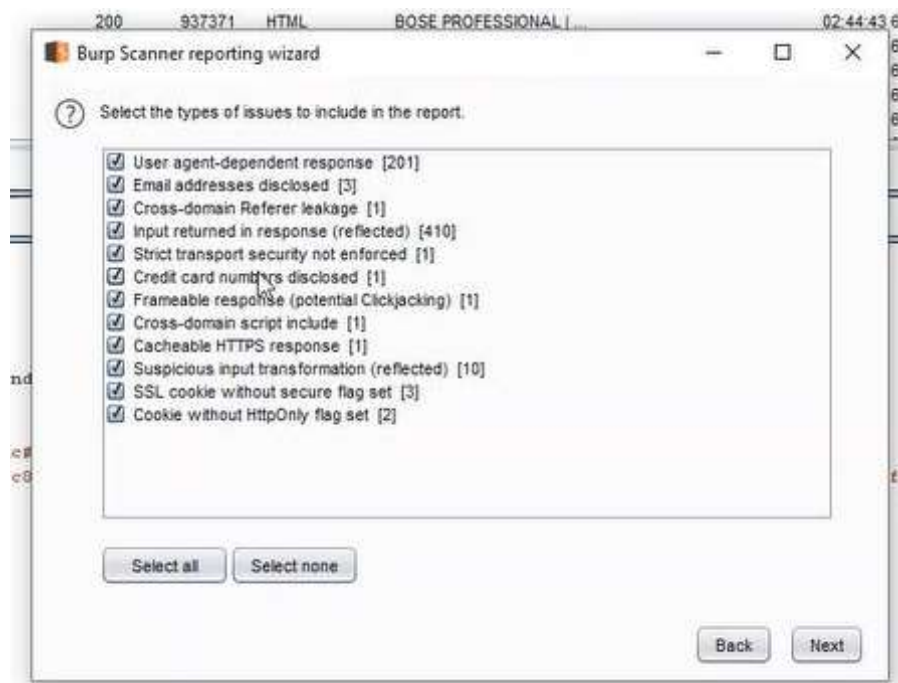 200 937371 HTML BOSE PROFESSIONAL | ... 02:44:43 6
Burp Scanner reporting wizard
Select the types of issues to include in the report.
User agent-dependent response [201]
Email addresses disclosed [3]
Cross-domain Referer leakage [1]
Input returned in response (reflected) [410]
Strict transport security not enforced [1]
Credit card numbers disclosed [1]
Frameable response (potential Clickjacking) [1]
Cross-domain script include [1]
Cacheable HTTPS response [1]
Suspicious input transformation (reflected) [10]
SSL cookie without secure flag set [3]
Cookie without HttpOnly flag set [2]
Select all Select none
Back Next